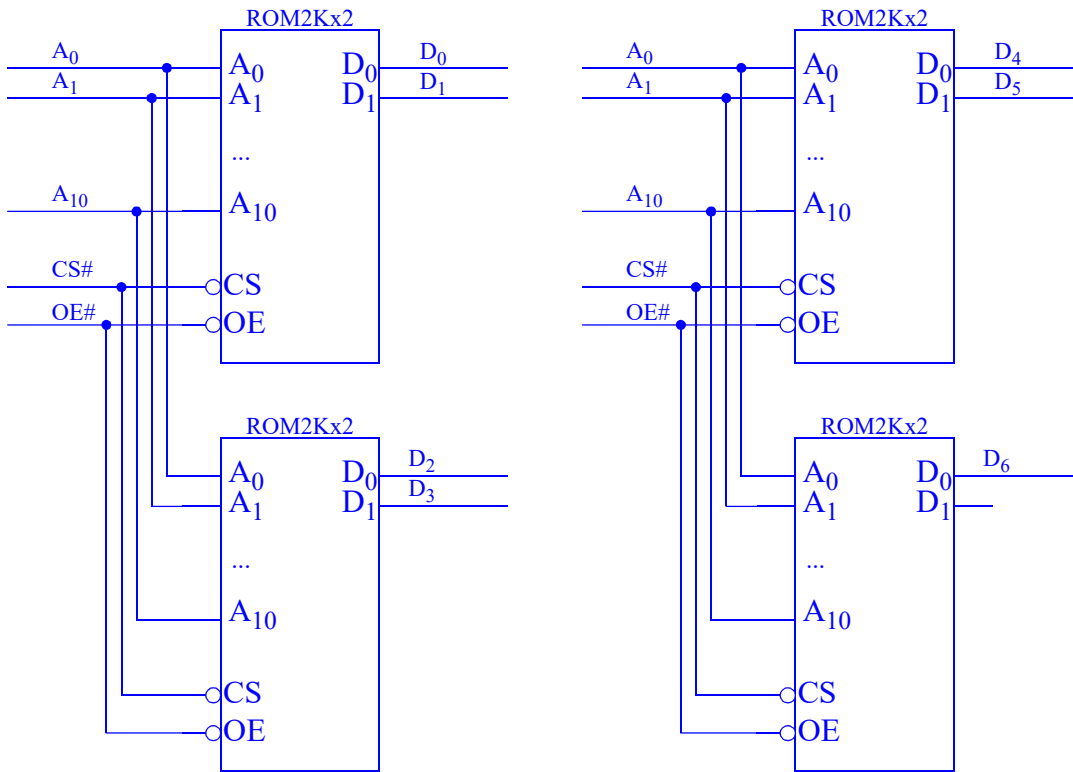 ROM2Kx2
A₀ A₀ D₀ D₀
A₁ A₁ D₁ D₁
...
A₁₀ A₁₀
CS# CS
OE# OE
ROM2Kx2
A₀ D₀ D₂
A₁ D₁ D₃
...
A₁₀
CS
OE
ROM2Kx2
A₀ A₀ D₀ D₄
A₁ A₁ D₁ D₅
...
A₁₀ A₁₀
CS# CS
OE# OE
ROM2Kx2
A₀ D₀ D₆
A₁ D₁
...
A₁₀
CS
OE